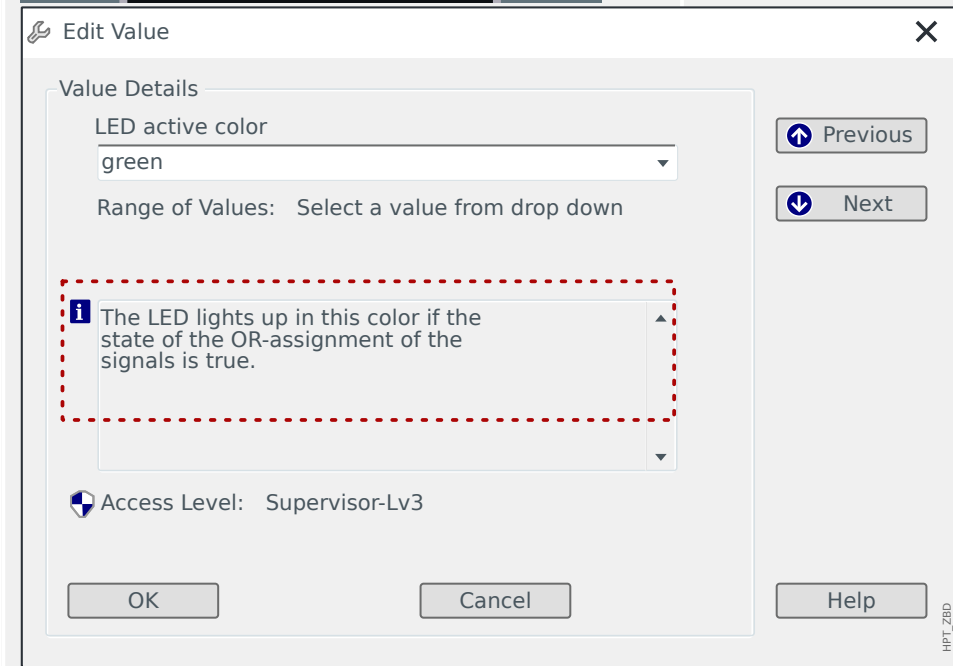 Edit Value
Value Details
LED active color
green
Previous
Range of Values: Select a value from drop down
Next
i
The LED lights up in this color if the
state of the OR-assignment of the
signals is true.
Access Level: Supervisor-Lv3
OK
Cancel
Help
HPT_ZBD